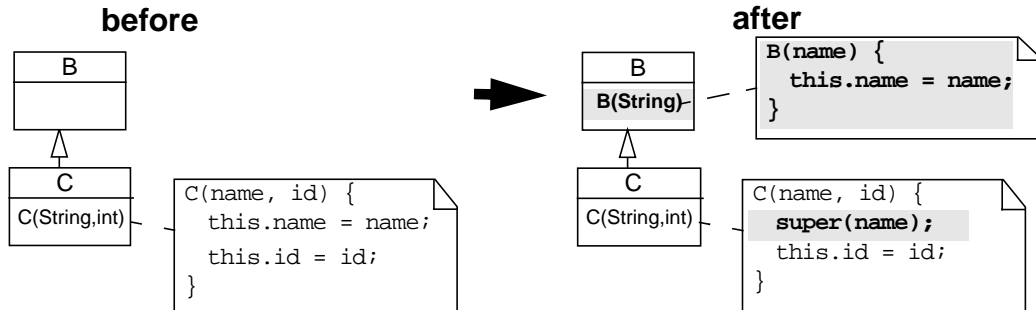 before
B
C
C(String,int)
C(name, id) {
this.name = name;
this.id = id;
}
after
B
B(String)
B(name) {
this.name = name;
}
C
C(String,int)
C(name, id) {
super(name);
this.id = id;
}